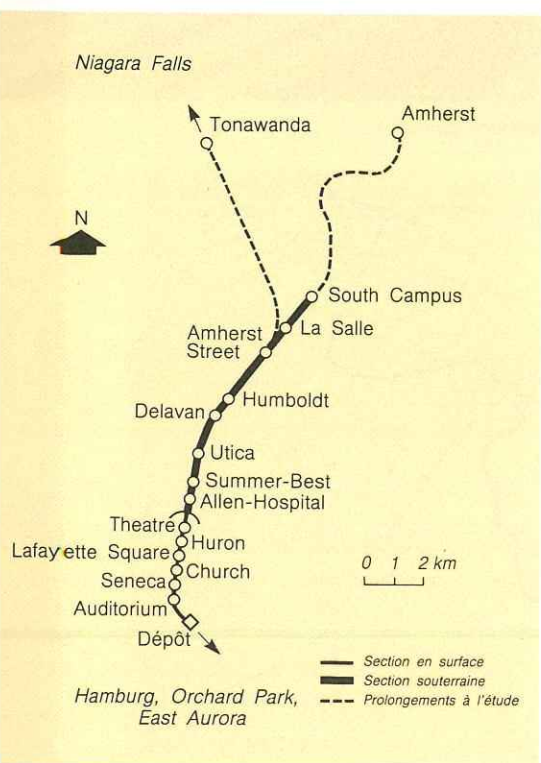 Niagara Falls
Tonawanda
Amherst
N
South Campus
La Salle
Amherst
Street
Humboldt
Delavan
Utica
Summer-Best
Allen-Hospital
Theatre
Huron
Lafayette Square
Church
Seneca
Auditorium
Dépôt
0 1 2 km
Section en surface
Section souterraine
Prolongements à l'étude
Hamburg, Orchard Park,
East Aurora